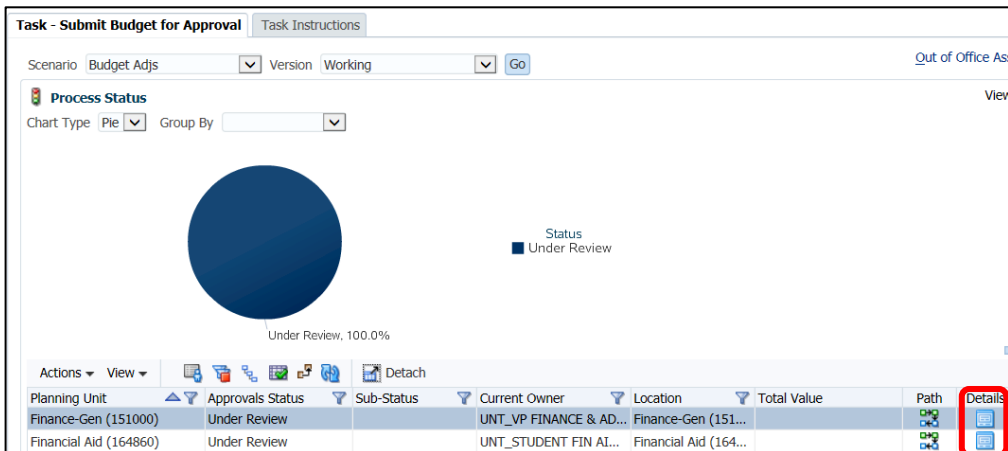 Task - Submit Budget for Approval Task Instructions
Scenario Budget Adjs Version Working Go Out of Office Ass
Process Status View
Chart Type Pie Group By
Status
Under Review
Under Review, 100.0%
Actions View Detach
Planning Unit Approvals Status Sub-Status Current Owner Location Total Value Path Details
Finance-Gen (151000) Under Review UNT_VP FINANCE & AD... Finance-Gen (151...
Financial Aid (164860) Under Review UNT_STUDENT FIN AI... Financial Aid (164...